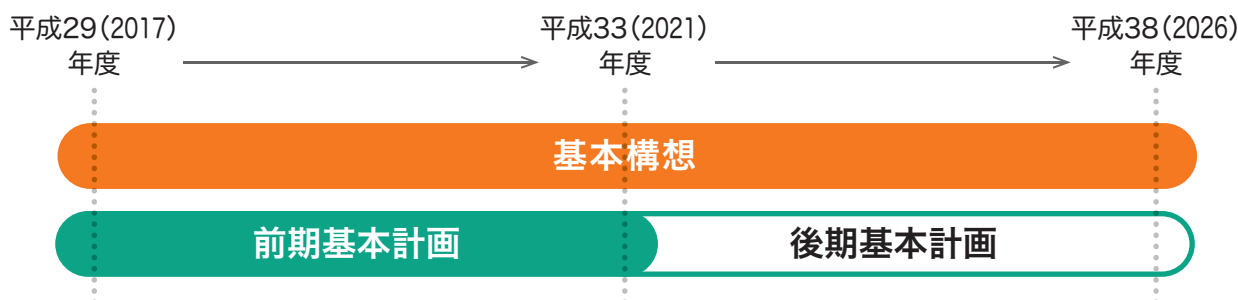 平成29(2017)
年度
平成33(2021)
年度
平成38(2026)
年度
基本構想
前期基本計画
後期基本計画